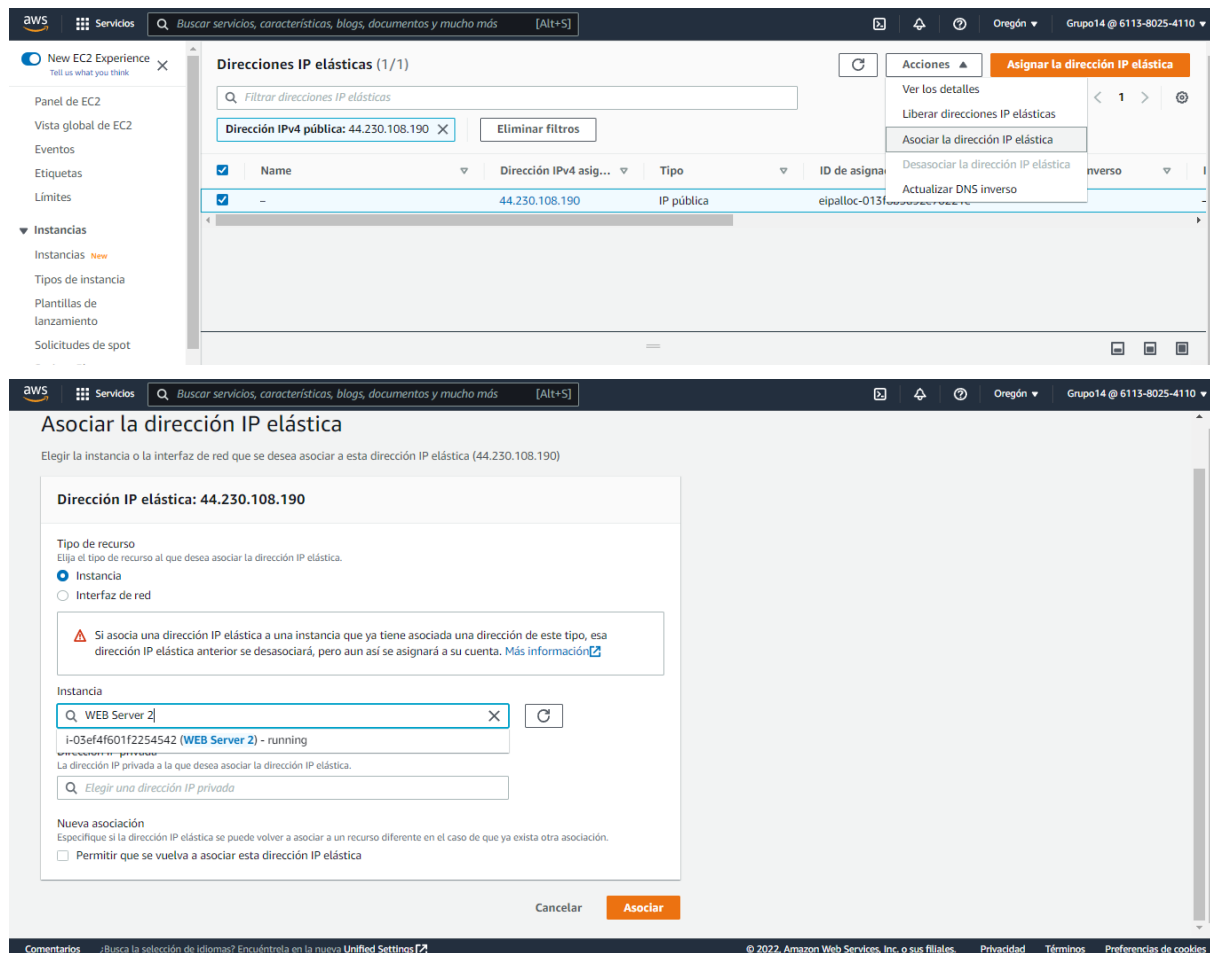 aws Servicios Buscar servicios, características, blogs, documentos y mucho más [Alt+S] Oregón Grupo14 @ 6113-8025-4110
New EC2 Experience
Tell us what you think
Panel de EC2
Vista global de EC2
Eventos
Etiquetas
Límites
Instancias
Instancias New
Tipos de instancia
Plantillas de
lanzamiento
Solicitudes de spot
Direcciones IP elásticas (1/1)
Acciones
Asignar la dirección IP elástica
Filtrar direcciones IP elásticas
1
Dirección IPv4 pública: 44.230.108.190
Eliminar filtros
Ver los detalles
Liberar direcciones IP elásticas
Asociar la dirección IP elástica
Desasociar la dirección IP elástica
Actualizar DNS inverso
Name Dirección IPv4 asig... Tipo ID de asigna nverso
– 44.230.108.190 IP pública –
aws Servicios Buscar servicios, características, blogs, documentos y mucho más [Alt+S] Oregón Grupo14 @ 6113-8025-4110
Asociar la dirección IP elástica
Elegir la instancia o la interfaz de red que se desea asociar a esta dirección IP elástica (44.230.108.190)
Dirección IP elástica: 44.230.108.190
Tipo de recurso
Elija el tipo de recurso al que desea asociar la dirección IP elástica.
Instancia
Interfaz de red
Si asocia una dirección IP elástica a una instancia que ya tiene asociada una dirección de este tipo, esa
dirección IP elástica anterior se desasociará, pero aun así se asignará a su cuenta. Más información
Instancia
WEB Server 2
i-03ef4f601f2254542 (WEB Server 2) - running
Dirección IP privada
La dirección IP privada a la que desea asociar la dirección IP elástica.
Elegir una dirección IP privada
Nueva asociación
Especifique si la dirección IP elástica se puede volver a asociar a un recurso diferente en el caso de que ya exista otra asociación.
Permitir que se vuelva a asociar esta dirección IP elástica
Cancelar Asociar
Comentarios ¿Busca la selección de idiomas? Encuéntrela en la nueva Unified Settings © 2022, Amazon Web Services, Inc. o sus filiales. Privacidad Términos Preferencias de cookies